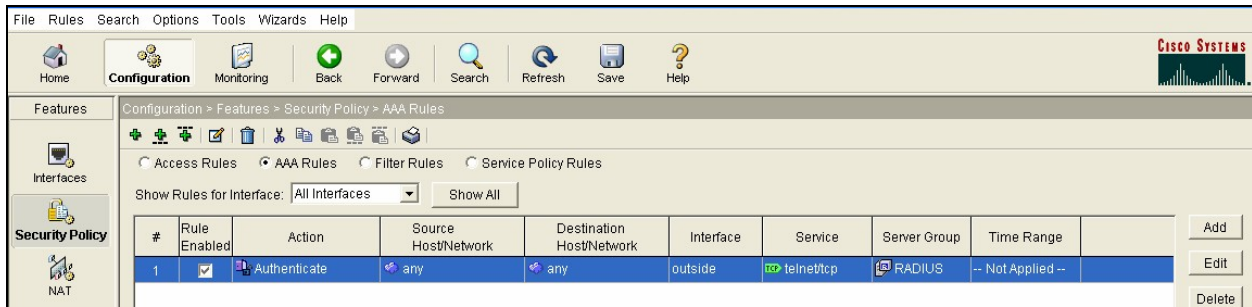 File Rules Search Options Tools Wizards Help
CISCO SYSTEMS
Home Configuration Monitoring Back Forward Search Refresh Save Help
Features
Configuration > Features > Security Policy > AAA Rules
Interfaces
Security Policy
NAT
Access Rules AAA Rules Filter Rules Service Policy Rules
Show Rules for Interface: All Interfaces Show All
# Rule Enabled Action Source Host/Network Destination Host/Network Interface Service Server Group Time Range
1 Authenticate any any outside TCP telnet/tcp RADIUS -- Not Applied --
Add
Edit
Delete